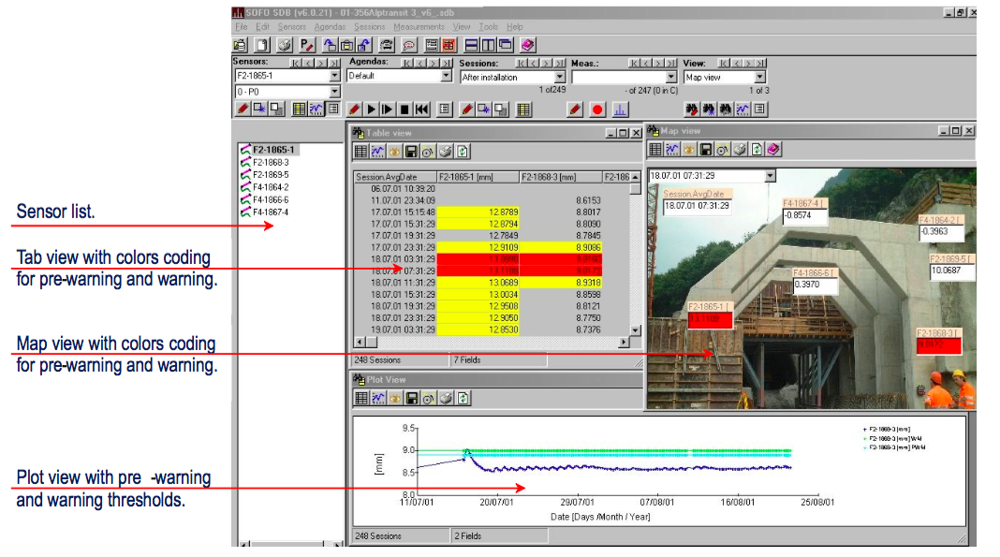 SOFO SDB (v6.0.21) - 01-356Alptransit 3_v6_.sdb
File Edit Sensors Agendas Sessions Measurements View Tools Help
Sensors: Agendas: Sessions: Meas.: View:
F2-1865-1 Default After installation Map view
0 - P0 1 of249 - of 247 (0 in C) 1 of 3
F2-1865-1
F2-1868-3
F2-1869-5
F4-1864-2
F4-1866-6
F4-1867-4
Sensor list.
Tab view with colors coding
for pre-warning and warning.
Map view with colors coding
for pre-warning and warning.
Plot view with pre -warning
and warning thresholds.
Table view
Session.AvgDate F2-1865-1 [mm] F2-1868-3 [mm] F2-186
06.07.01 10:39:20
11.07.01 23:34:09 8.6153
17.07.01 15:15:48 12.8789 8.8017
17.07.01 15:31:29 12.8794 8.8090
17.07.01 19:31:29 12.7849 8.7845
17.07.01 23:31:29 12.9109 8.9086
18.07.01 03:31:29
18.07.01 07:31:29 13.1108 9.0172
18.07.01 11:31:29 13.0689 8.9318
18.07.01 15:31:29 13.0034 8.8598
18.07.01 19:31:29 12.9508 8.8121
18.07.01 23:31:29 12.9050 8.7750
19.07.01 03:31:29 12.8530 8.7376
248 Sessions 7 Fields
Map view
18.07.01 07:31:29
Session.AvgDate
18.07.01 07:31:29
F4-1867-4 [
-0.8574
F4-1864-2 [
-0.3963
F2-1869-5 [
10.0687
F4-1866-6 [
0.3970
F2-1865-1 [
13.1108
F2-1868-3 [
9.0172
Plot View
9.5
9.0
8.5
8.0
[mm]
11/07/01 20/07/01 29/07/01 07/08/01 16/08/01 25/08/01
Date [Days /Month / Year]
F2-1868-3 [mm]
F2-1868-3 [mm] WM
F2-1868-3 [mm] PWM
248 Sessions 2 Fields